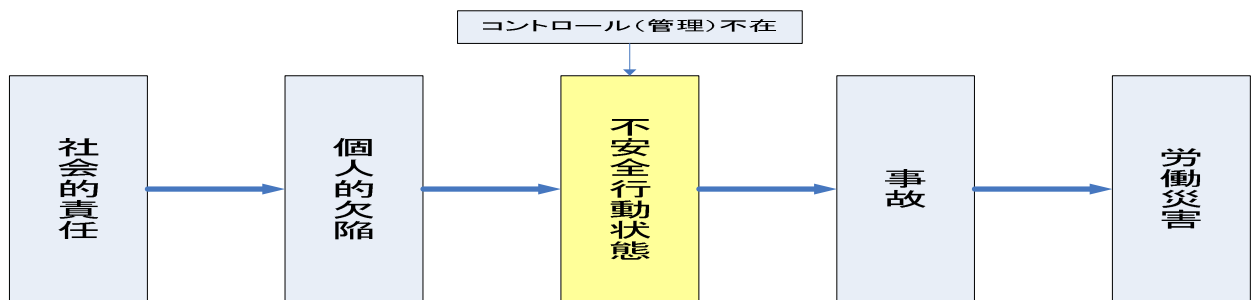 コントロール（管理）不在
社会的責任
個人的欠陥
不安全行動状態
事故
労働災害